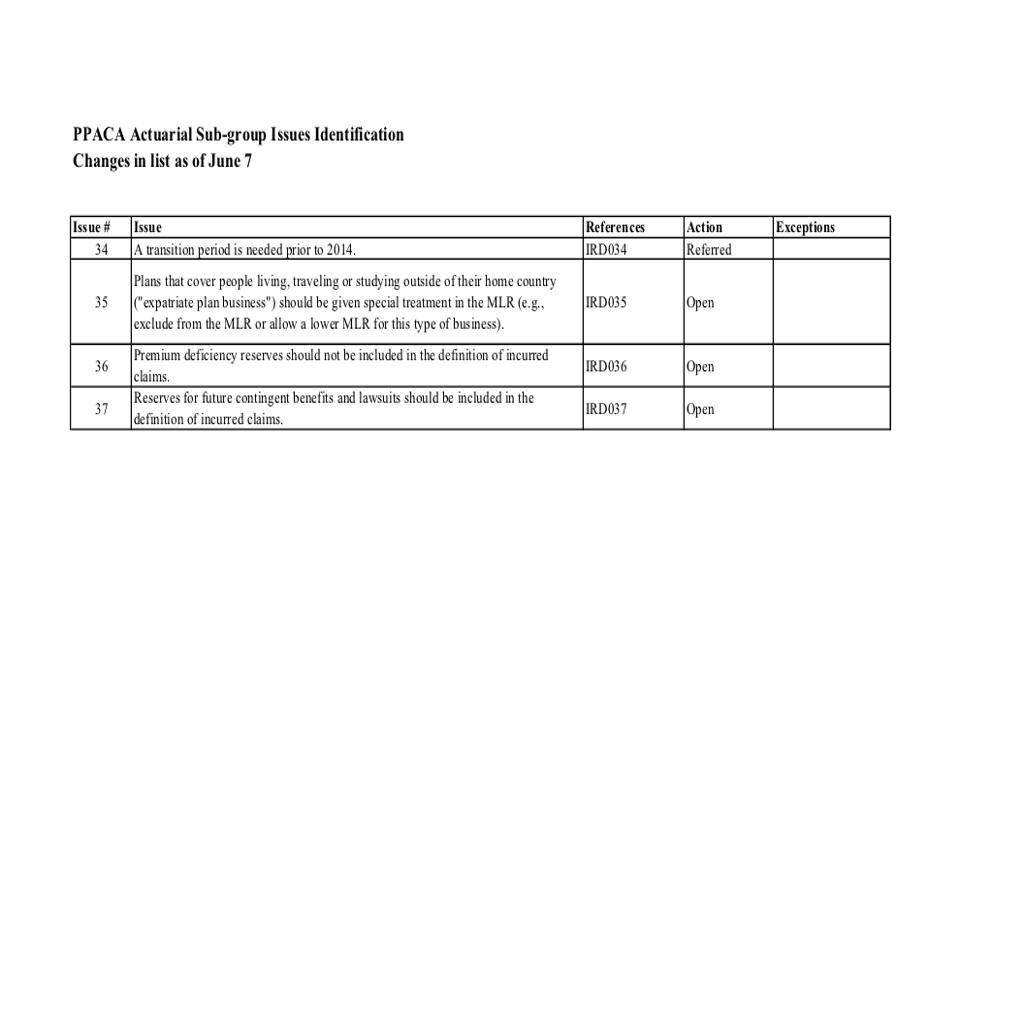 PPACA Actuarial Sub-group Issues Identification
Changes in list as of June 7
Issue # Issue References Action Exceptions
34 A transition period is needed prior to 2014. IRD034 Referred
Plans that cover people living, traveling or studying outside of their home country
35 ("expatriate plan business") should be given special treatment in the MLR (e.g., IRD035 Open
exclude from the MLR or allow a lower MLR for this type of business).
36 Premium deficiency reserves should not be included in the definition of incurred IRD036 Open
claims.
37 Reserves for future contingent benefits and lawsuits should be included in the IRD037 Open
definition of incurred claims.